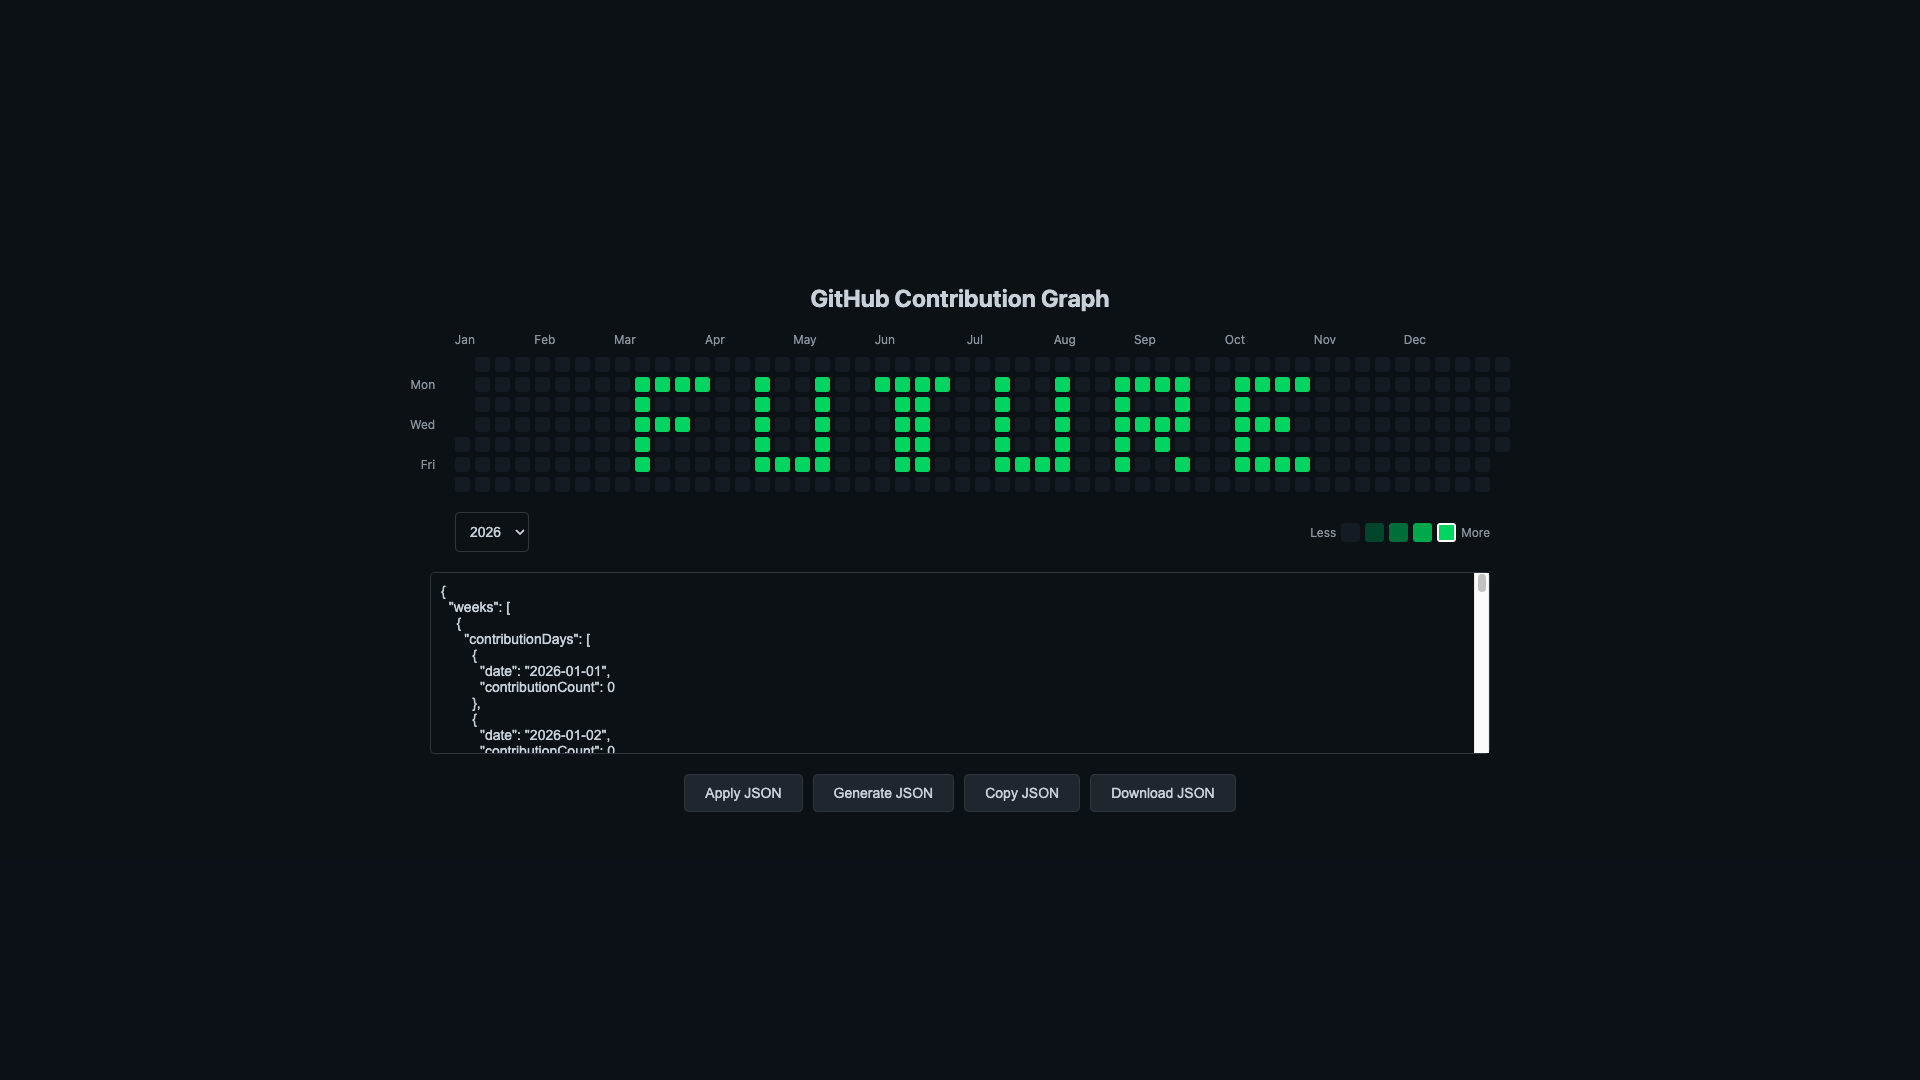 GitHub Contribution Graph
Jan Feb Mar Apr May Jun Jul Aug Sep Oct Nov Dec
Mon
Wed
Fri
FUTURE
2026
Less More
{
"weeks": [
{
"contributionDays": [
{
"date": "2026-01-01",
"contributionCount": 0
},
{
"date": "2026-01-02",
"contributionCount": 0
Apply JSON Generate JSON Copy JSON Download JSON